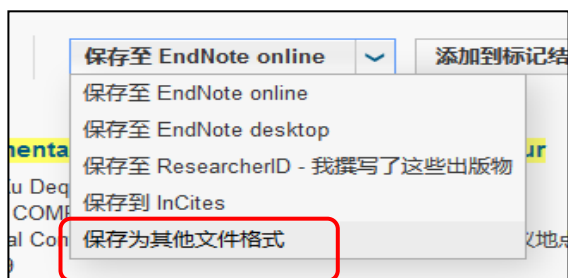 保存至 EndNote online
添加到标记结
保存至 EndNote online
保存至 EndNote desktop
保存至 ResearcherID - 我撰写了这些出版物
保存到 InCites
保存为其他文件格式